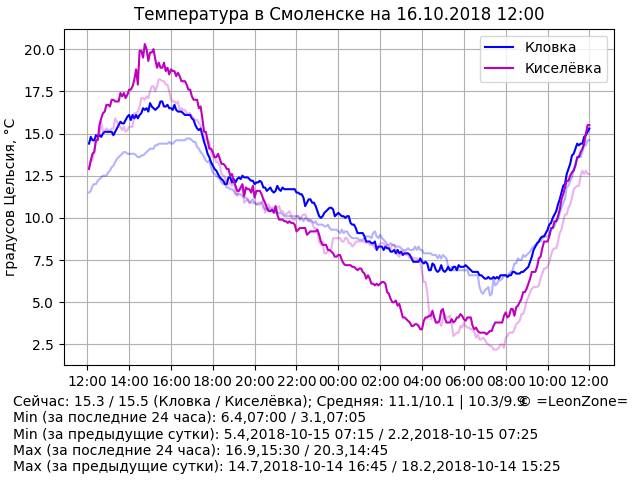 Температура в Смоленске на 16.10.2018 12:00
Кловка
Киселёвка
градусов Цельсия, °C
20.0
17.5
15.0
12.5
10.0
7.5
5.0
2.5
12:00 14:00 16:00 18:00 20:00 22:00 00:00 02:00 04:00 06:00 08:00 10:00 12:00
Сейчас: 15.3 / 15.5 (Кловка / Киселёвка); Средняя: 11.1/10.1 | 10.3/9.9 © =LeonZone=
Min (за последние 24 часа): 6.4,07:00 / 3.1,07:05
Min (за предыдущие сутки): 5.4,2018-10-15 07:15 / 2.2,2018-10-15 07:25
Max (за последние 24 часа): 16.9,15:30 / 20.3,14:45
Max (за предыдущие сутки): 14.7,2018-10-14 16:45 / 18.2,2018-10-14 15:25